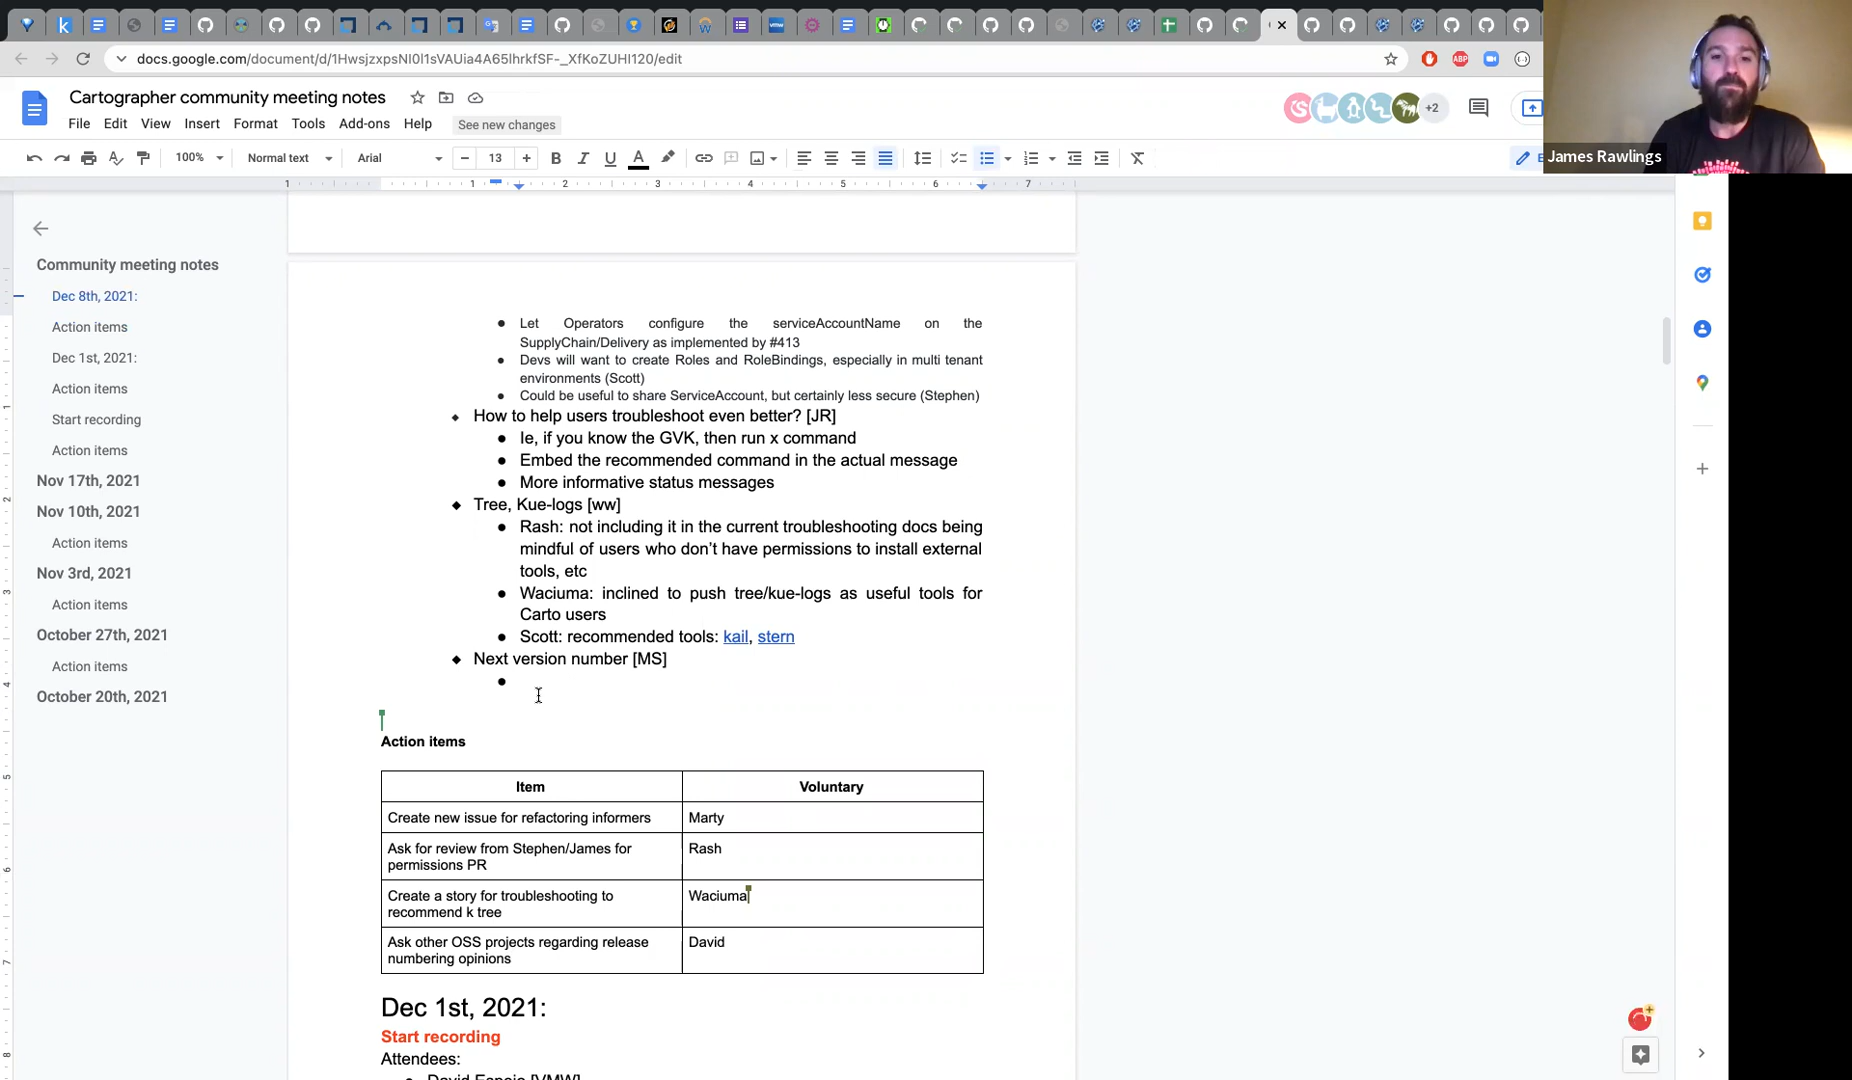 docs.google.com/document/d/1HwsjzxpsNI0l1sVAUia4A65lhrkfSF-_XfKoZUHI120/edit
Cartographer community meeting notes
+2
File Edit View Insert Format Tools Add-ons Help See new changes
100% Normal text Arial 13
James Rawlings
1 1 2 3 4 5 6 7
Community meeting notes
Dec 8th, 2021:
Action items
Dec 1st, 2021:
Action items
Start recording
Action items
Nov 17th, 2021
Nov 10th, 2021
Action items
Nov 3rd, 2021
Action items
October 27th, 2021
Action items
October 20th, 2021
Let Operators configure the serviceAccountName on the
SupplyChain/Delivery as implemented by #413
Devs will want to create Roles and RoleBindings, especially in multi tenant
environments (Scott)
Could be useful to share ServiceAccount, but certainly less secure (Stephen)
How to help users troubleshoot even better? [JR]
Ie, if you know the GVK, then run x command
Embed the recommended command in the actual message
More informative status messages
Tree, Kue-logs [ww]
Rash: not including it in the current troubleshooting docs being
mindful of users who don't have permissions to install external
tools, etc
Waciuma: inclined to push tree/kue-logs as useful tools for
Carto users
Scott: recommended tools: kail, stern
Next version number [MS]
Action items
Item Voluntary
Create new issue for refactoring informers Marty
Ask for review from Stephen/James for
permissions PR
Rash
Create a story for troubleshooting to
recommend k tree
Waciuma
Ask other OSS projects regarding release
numbering opinions
David
Dec 1st, 2021:
Start recording
Attendees: